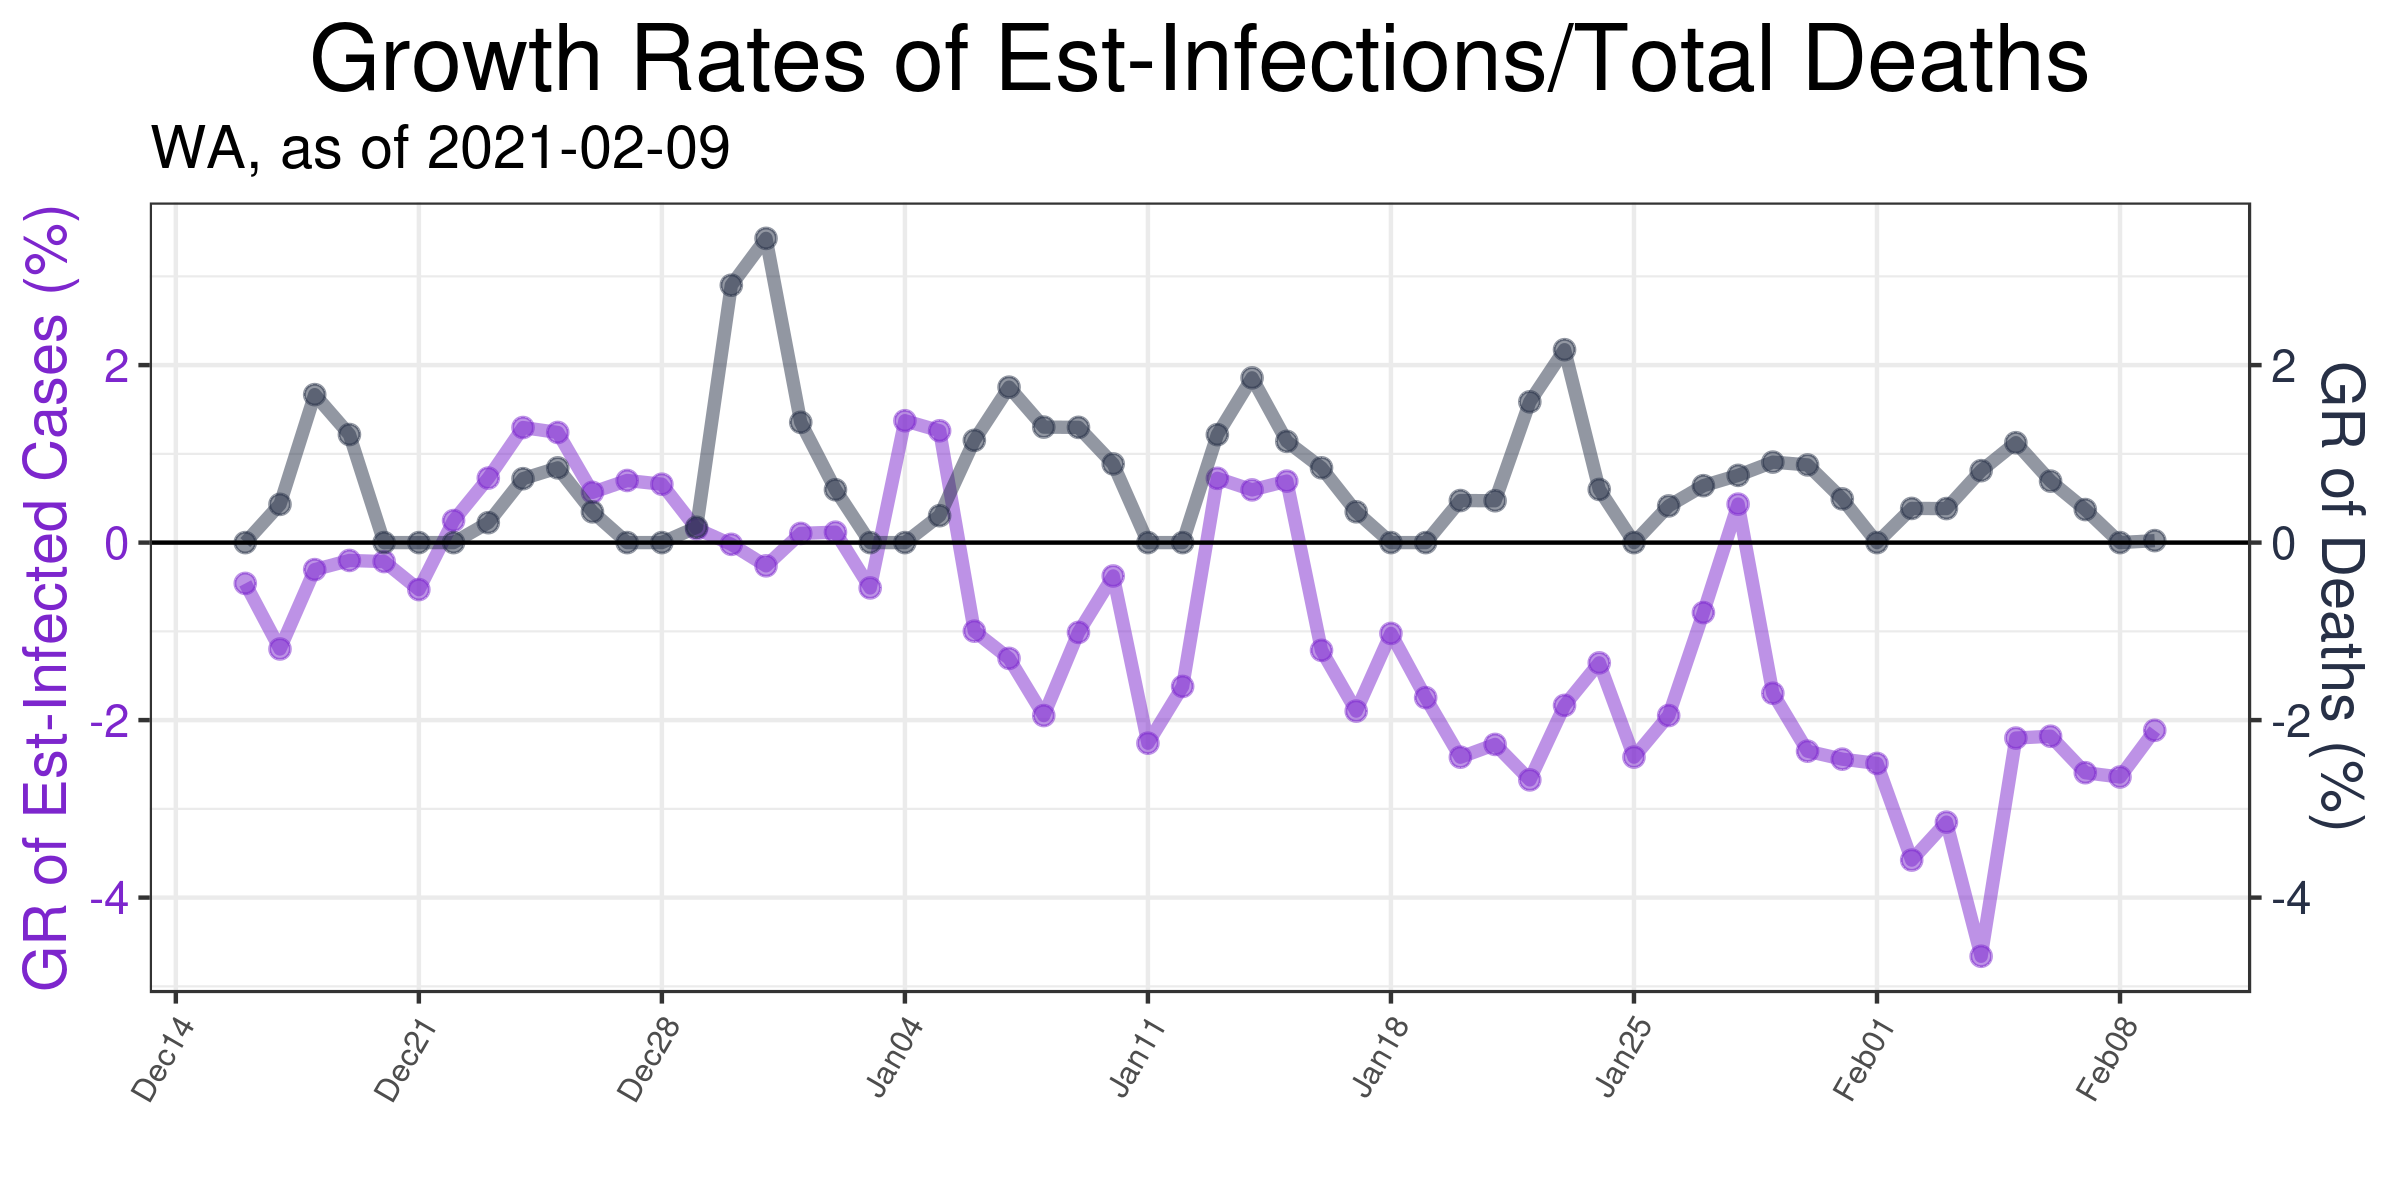 Growth Rates of Est-Infections/Total Deaths
WA, as of 2021-02-09
GR of Est-Infected Cases (%)
2
0
-2
-4
2
0
-2
-4
GR of Deaths (%)
Dec14
Dec21
Dec28
Jan04
Jan11
Jan18
Jan25
Feb01
Feb08